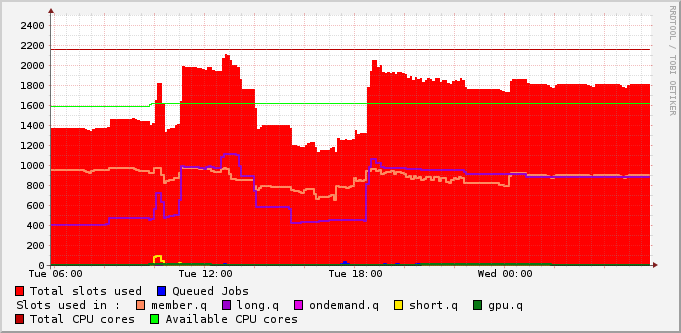 RRDTOOL / TOBI OETIKER
2400
2200
2000
1800
1600
1400
1200
1000
800
600
400
200
0
Tue 06:00 Tue 12:00 Tue 18:00 Wed 00:00
Total slots used Queued Jobs
Slots used in : member.q long.q ondemand.q short.q gpu.q
Total CPU cores Available CPU cores